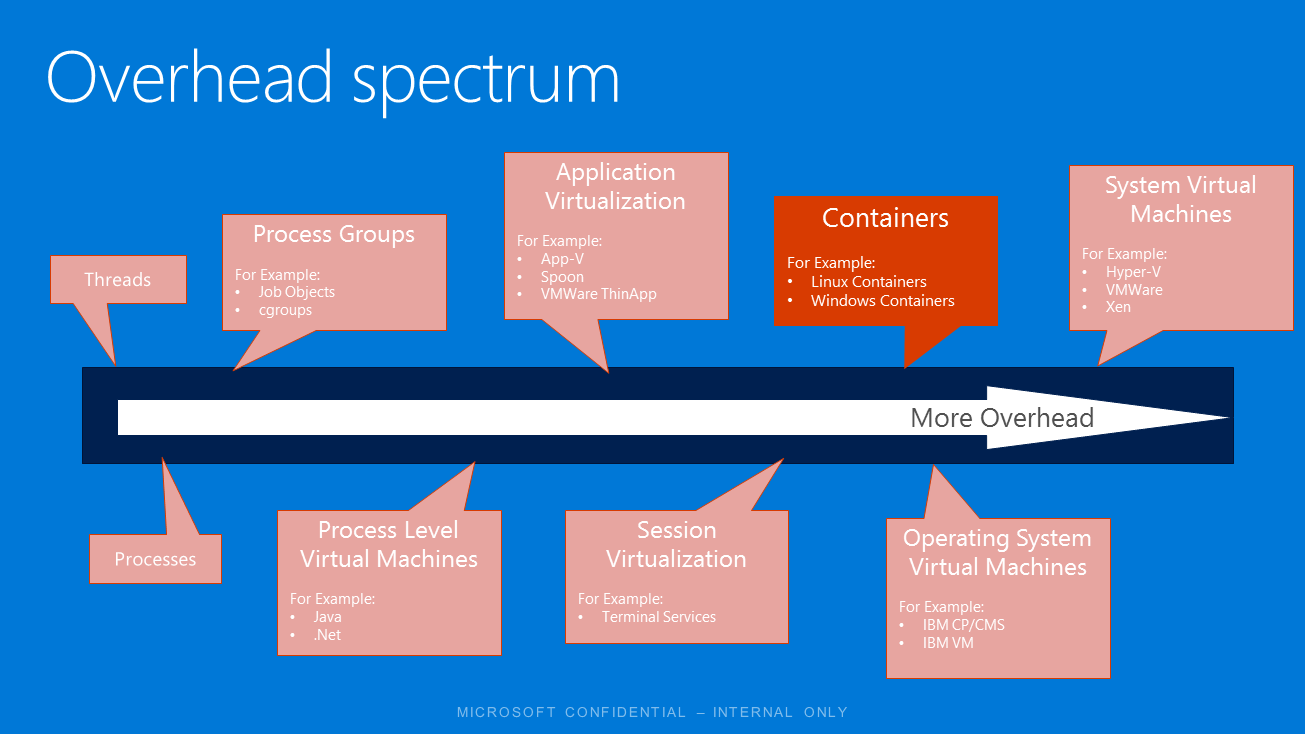 Overhead spectrum
Threads
Process Groups
For Example:
• Job Objects
• cgroups
Application
Virtualization
For Example:
• App-V
• Spoon
• VMWare ThinApp
Containers
For Example:
• Linux Containers
• Windows Containers
System Virtual
Machines
For Example:
• Hyper-V
• VMWare
• Xen
More Overhead
Processes
Process Level
Virtual Machines
For Example:
• Java
• .Net
Session
Virtualization
For Example:
• Terminal Services
Operating System
Virtual Machines
For Example:
• IBM CP/CMS
• IBM VM
MICROSOFT CONFIDENTIAL – INTERNAL ONLY